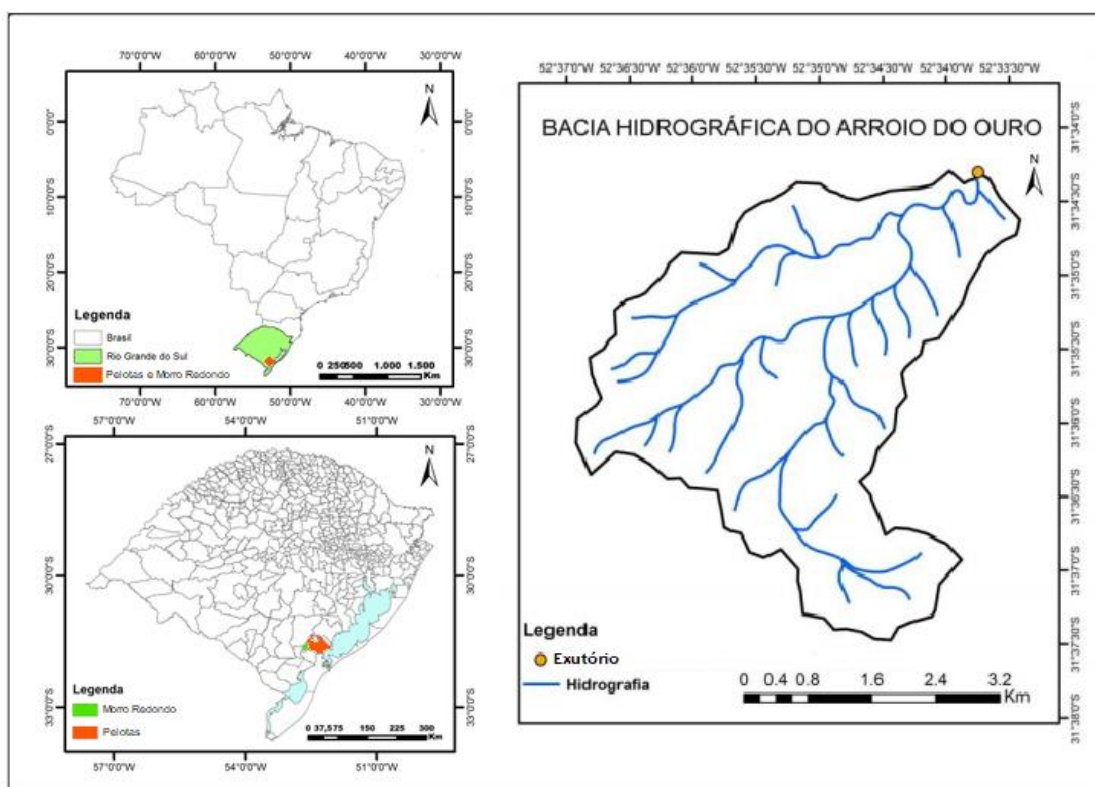 70°0'0"W 60°0'0"W 50°0'0"W 40°0'0"W 30°0'0"W
N
0°0'0"
10°0'0"S
20°0'0"S
30°0'0"S
Legenda
Brasil
Rio Grande do Sul
Pelotas e Morro Redondo
0 250500 1.000 1.500
Km
70°0'0"W 60°0'0"W 50°0'0"W 40°0'0"W 30°0'0"W
57°0'0"W 54°0'0"W 51°0'0"W
N
27°0'0"S
30°0'0"S
33°0'0"S
Legenda
Morro Redondo
Pelotas
0 37,575 150 225 300
Km
57°0'0"W 54°0'0"W 51°0'0"W
52°37'0"W 52°36'30"W 52°36'0"W 52°35'30"W 52°35'0"W 52°34'30"W 52°34'0"W 52°33'30"W
BACIA HIDROGRÁFICA DO ARROIO DO OURO
N
31°34'0"S
31°34'30"S
31°35'0"S
31°35'30"S
31°36'0"S
31°36'30"S
31°37'0"S
31°37'30"S
31°38'0"S
Legenda
Exutório
Hidrografia
0 0.4 0.8 1.6 2.4 3.2
Km